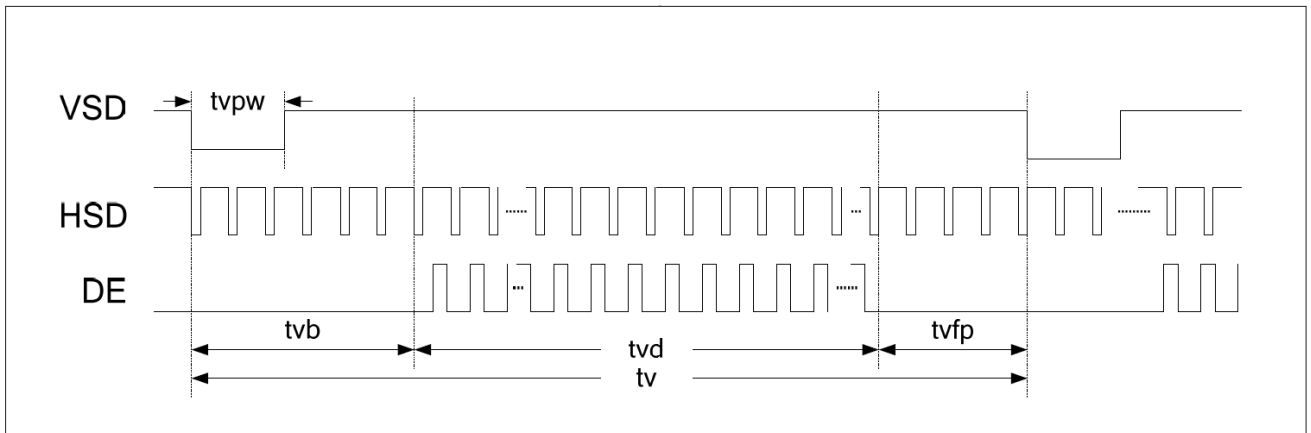 VSD
tvpw
HSD
......
...
.........
DE
...
......
tvb
tvd
tvfp
tv